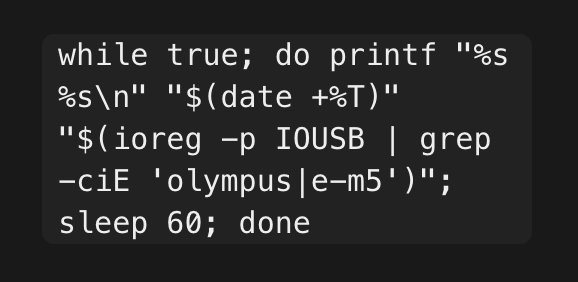 while true; do printf "%s
%s\n" "$(date +%T)"
"$(ioreg -p IOUSB | grep
-ciE 'olympus|e-m5')";
sleep 60; done